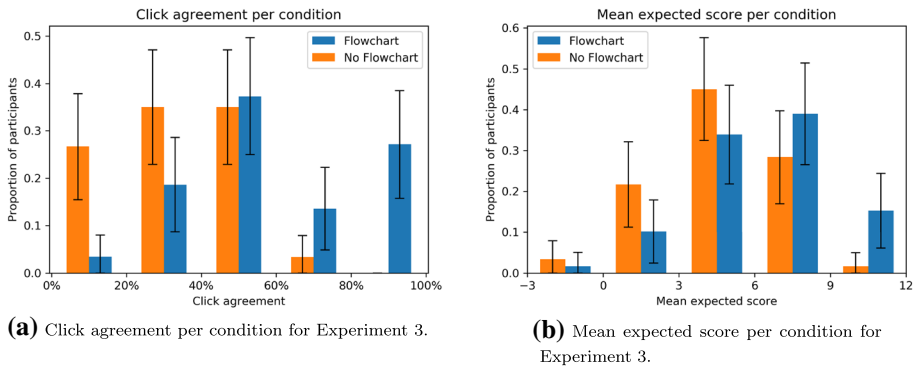 Click agreement per condition
Flowchart
No Flowchart
0.5
0.4
0.3
0.2
0.1
0.0
Proportion of participants
0% 20% 40% 60% 80% 100%
Click agreement
(a) Click agreement per condition for Experiment 3.
Mean expected score per condition
Flowchart
No Flowchart
0.6
0.5
0.4
0.3
0.2
0.1
0.0
Proportion of participants
−3 0 3 6 9 12
Mean expected score
(b) Mean expected score per condition for
Experiment 3.